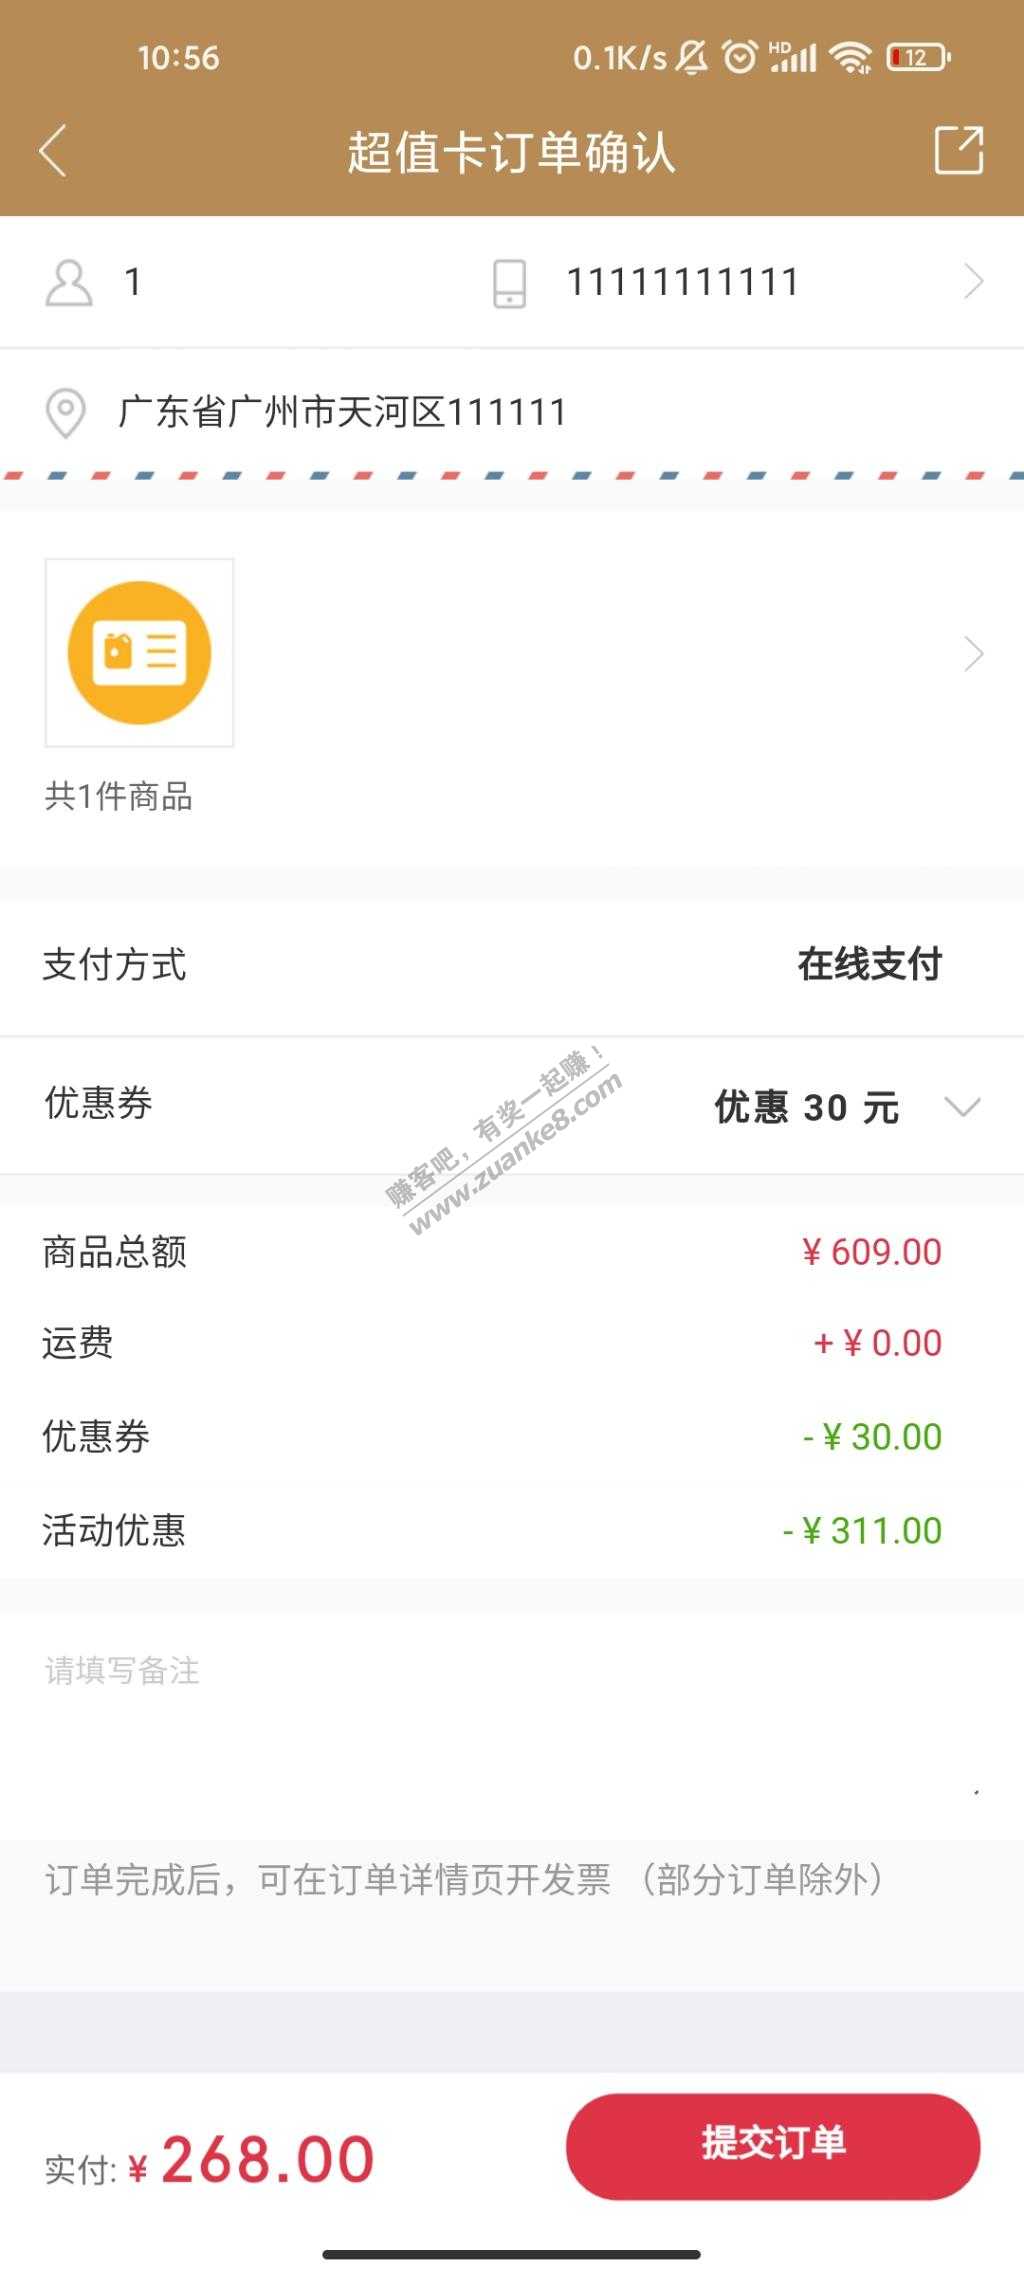 10:56 0.1K/s HD 12
超值卡订单确认
1 11111111111
广东省广州市天河区111111
共1件商品
支付方式 在线支付
优惠券 优惠 30 元
赚客吧，有奖一起赚！
www.zuanke8.com
商品总额 ¥ 609.00
运费 + ¥ 0.00
优惠券 - ¥ 30.00
活动优惠 - ¥ 311.00
请填写备注
订单完成后，可在订单详情页开发票 （部分订单除外）
实付: ¥ 268.00 提交订单